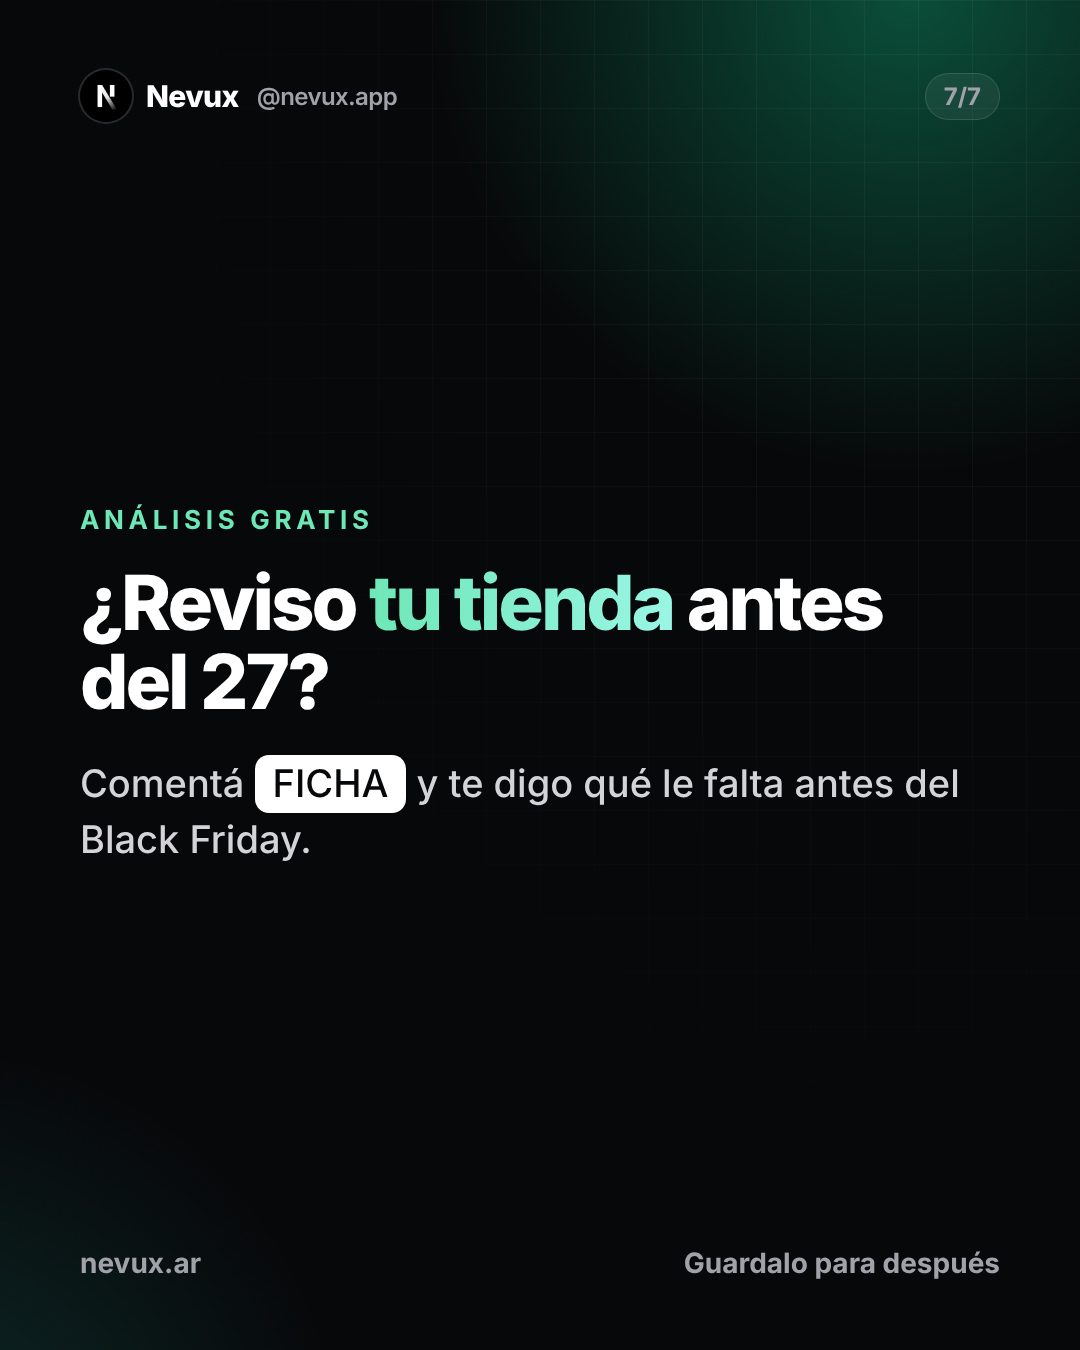 N Nevux @nevux.app 7/7
ANÁLISIS GRATIS
¿Reviso tu tienda antes
del 27?
Comentá FICHA y te digo qué le falta antes del
Black Friday.
nevux.ar Guardalo para después